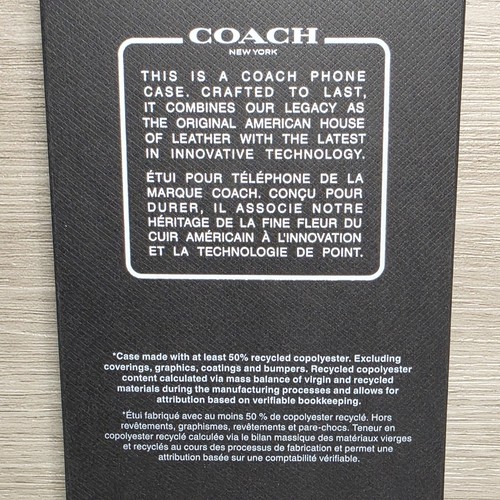 COACH
NEW YORK
THIS IS A COACH PHONE
CASE. CRAFTED TO LAST,
IT COMBINES OUR LEGACY AS
THE ORIGINAL AMERICAN HOUSE
OF LEATHER WITH THE LATEST
IN INNOVATIVE TECHNOLOGY.
ÉTUI POUR TÉLÉPHONE DE LA
MARQUE COACH. CONÇU POUR
DURER, IL ASSOCIE NOTRE
HÉRITAGE DE LA FINE FLEUR DU
CUIR AMÉRICAIN À L'INNOVATION
ET LA TECHNOLOGIE DE POINT.
*Case made with at least 50% recycled copolyester. Excluding
coverings, graphics, coatings and bumpers. Recycled copolyester
content calculated via mass balance of virgin and recycled
materials during the manufacturing processes and allows for
attribution based on verifiable bookkeeping.
*Étui fabriqué avec au moins 50 % de copolyester recyclé. Hors
revêtements, graphismes, revêtements et pare-chocs. Teneur en
copolyester recyclé calculée via le bilan massique des matériaux vierges
et recyclés au cours des processus de fabrication et permet une
attribution basée sur une comptabilité vérifiable.